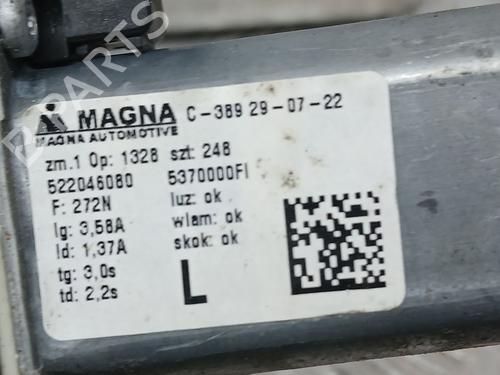 MAGNA C-389 29-07-22
MAGNA AUTOMOTIVE
zm.1 Op: 1328 szt: 248
522046080 5370000FI
F: 272N luz: ok
Ig: 3,58A wlam: ok
Id: 1,37A skok: ok
tg: 3,0s
td: 2,2s
L
B-PARTS